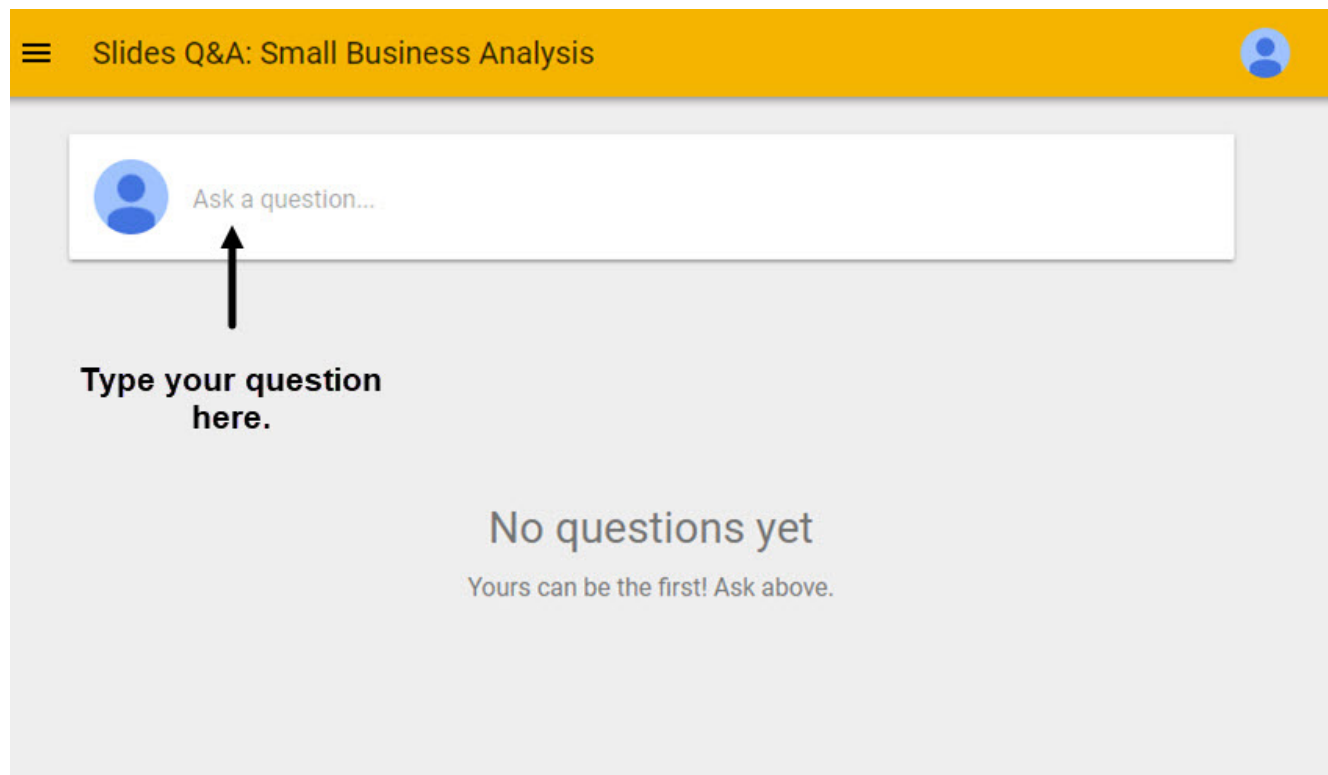 Slides Q&A: Small Business Analysis
Ask a question...
Type your question
here.
No questions yet
Yours can be the first! Ask above.